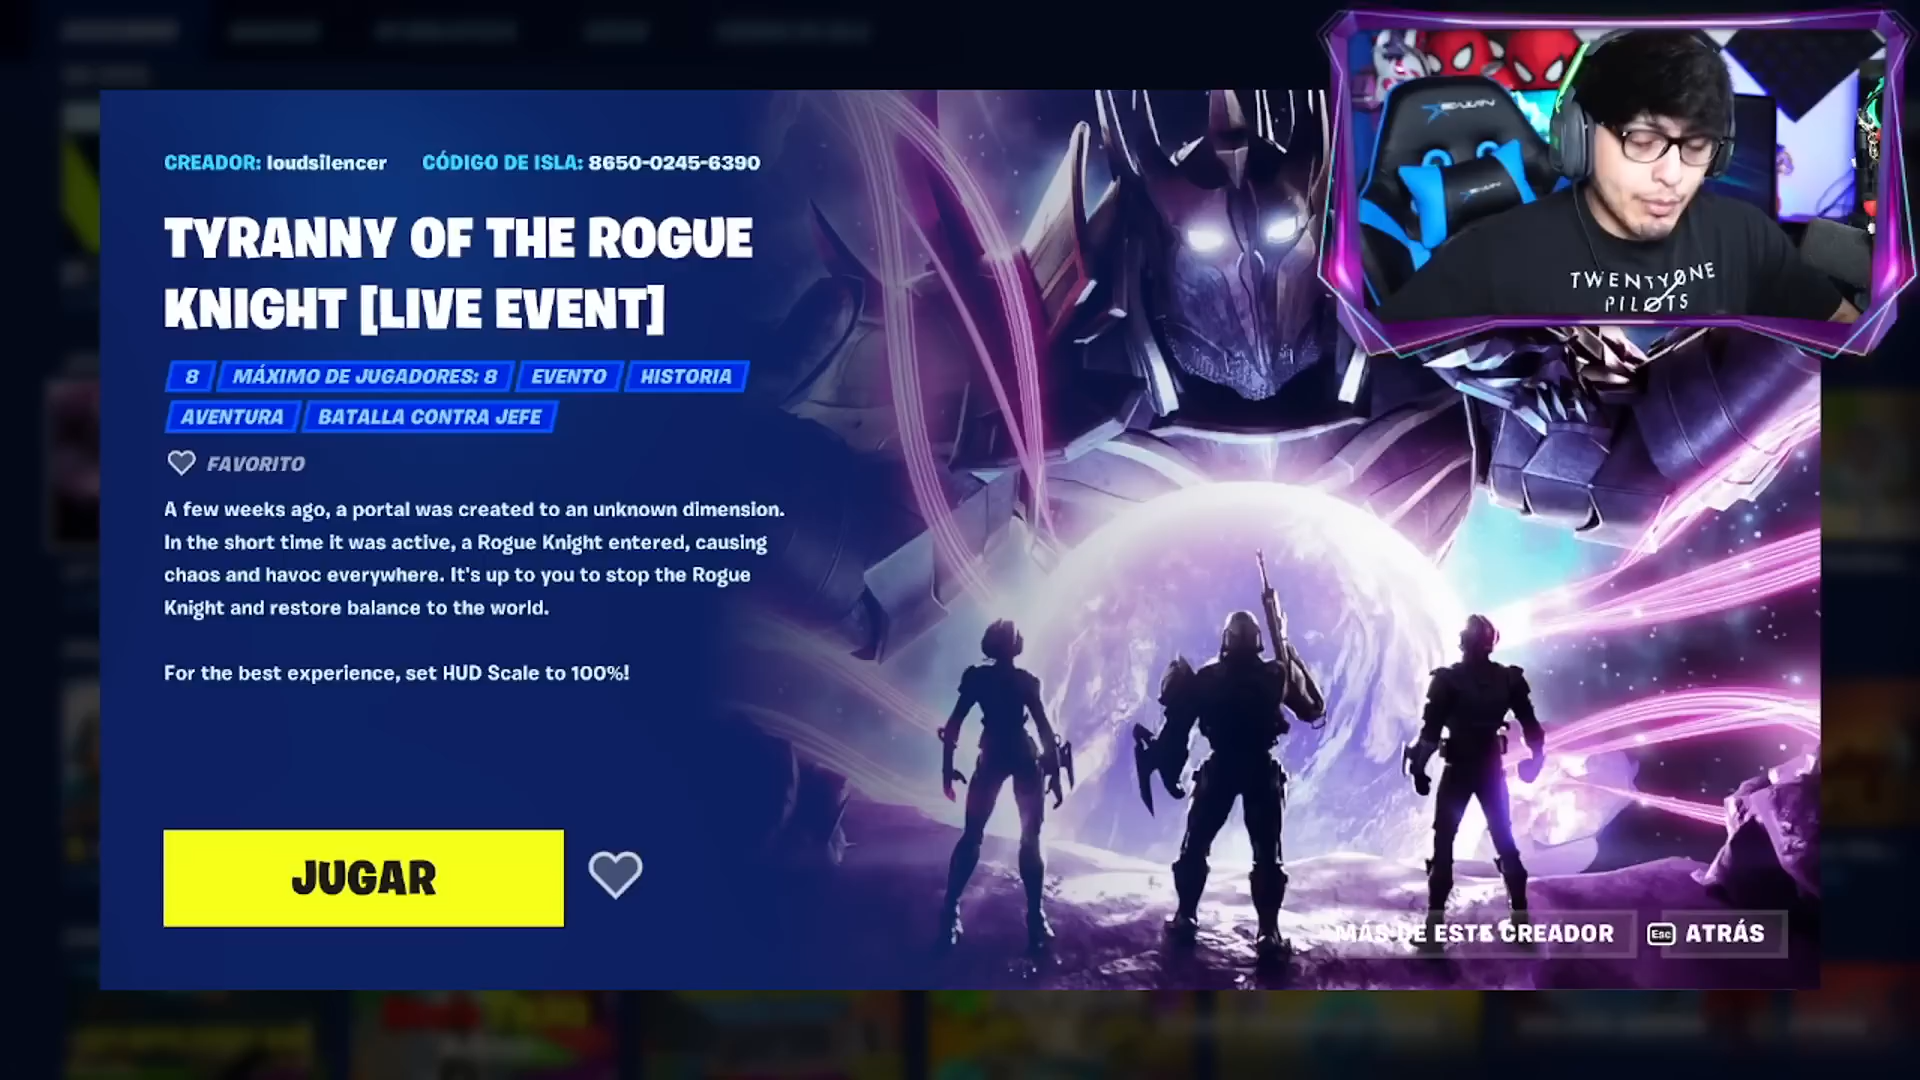 CREADOR: loudsilencer CÓDIGO DE ISLA: 8650-0245-6390
TYRANNY OF THE ROGUE
KNIGHT [LIVE EVENT]
8 MÁXIMO DE JUGADORES: 8 EVENTO HISTORIA
AVENTURA BATALLA CONTRA JEFE
FAVORITO
A few weeks ago, a portal was created to an unknown dimension.
In the short time it was active, a Rogue Knight entered, causing
chaos and havoc everywhere. It's up to you to stop the Rogue
Knight and restore balance to the world.
For the best experience, set HUD Scale to 100%!
JUGAR
MÁS DE ESTE CREADOR
Esc ATRÁS
TWENTY ØNE
PILØTS